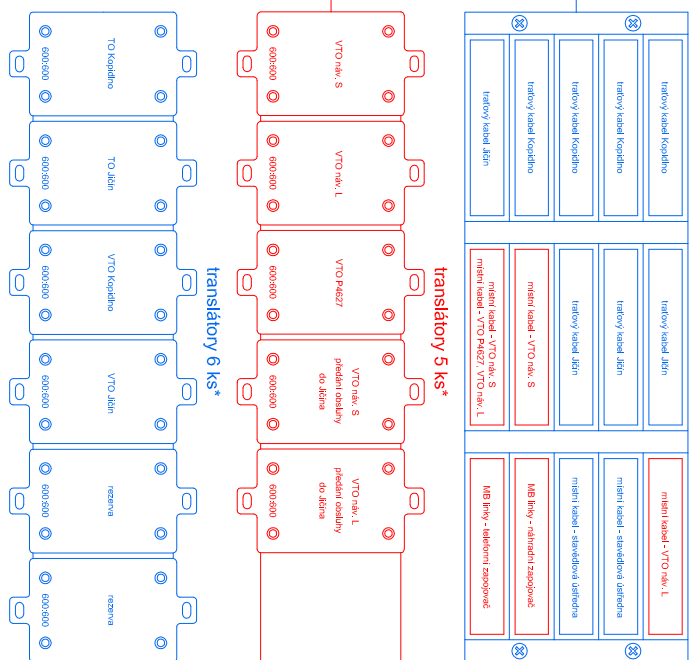 traťový kabel Kopidlno
traťový kabel Kopidlno
traťový kabel Kopidlno
traťový kabel Kopidlno
traťový kabel Jičín
traťový kabel Jičín
traťový kabel Jičín
traťový kabel Jičín
místní kabel - VTO náv. S
místní kabel - VTO náv. S
místní kabel - VTO P4627, VTO náv. L
místní kabel - VTO náv. L
místní kabel - stavědlová ústředna
místní kabel - stavědlová ústředna
MB linky - náhradní zapojovač
MB linky - telefonní zapojovač
translátory 5 ks*
VTO náv. S
600:600
VTO náv. L
600:600
VTO P4627
600:600
VTO náv. S
předání obsluhy
do Jičína
600:600
VTO náv. L
předání obsluhy
do Jičína
600:600
translátory 6 ks*
TO Kopidlno
600:600
TO Jičín
600:600
VTO Kopidlno
600:600
VTO Jičín
600:600
rezerva
600:600
rezerva
600:600